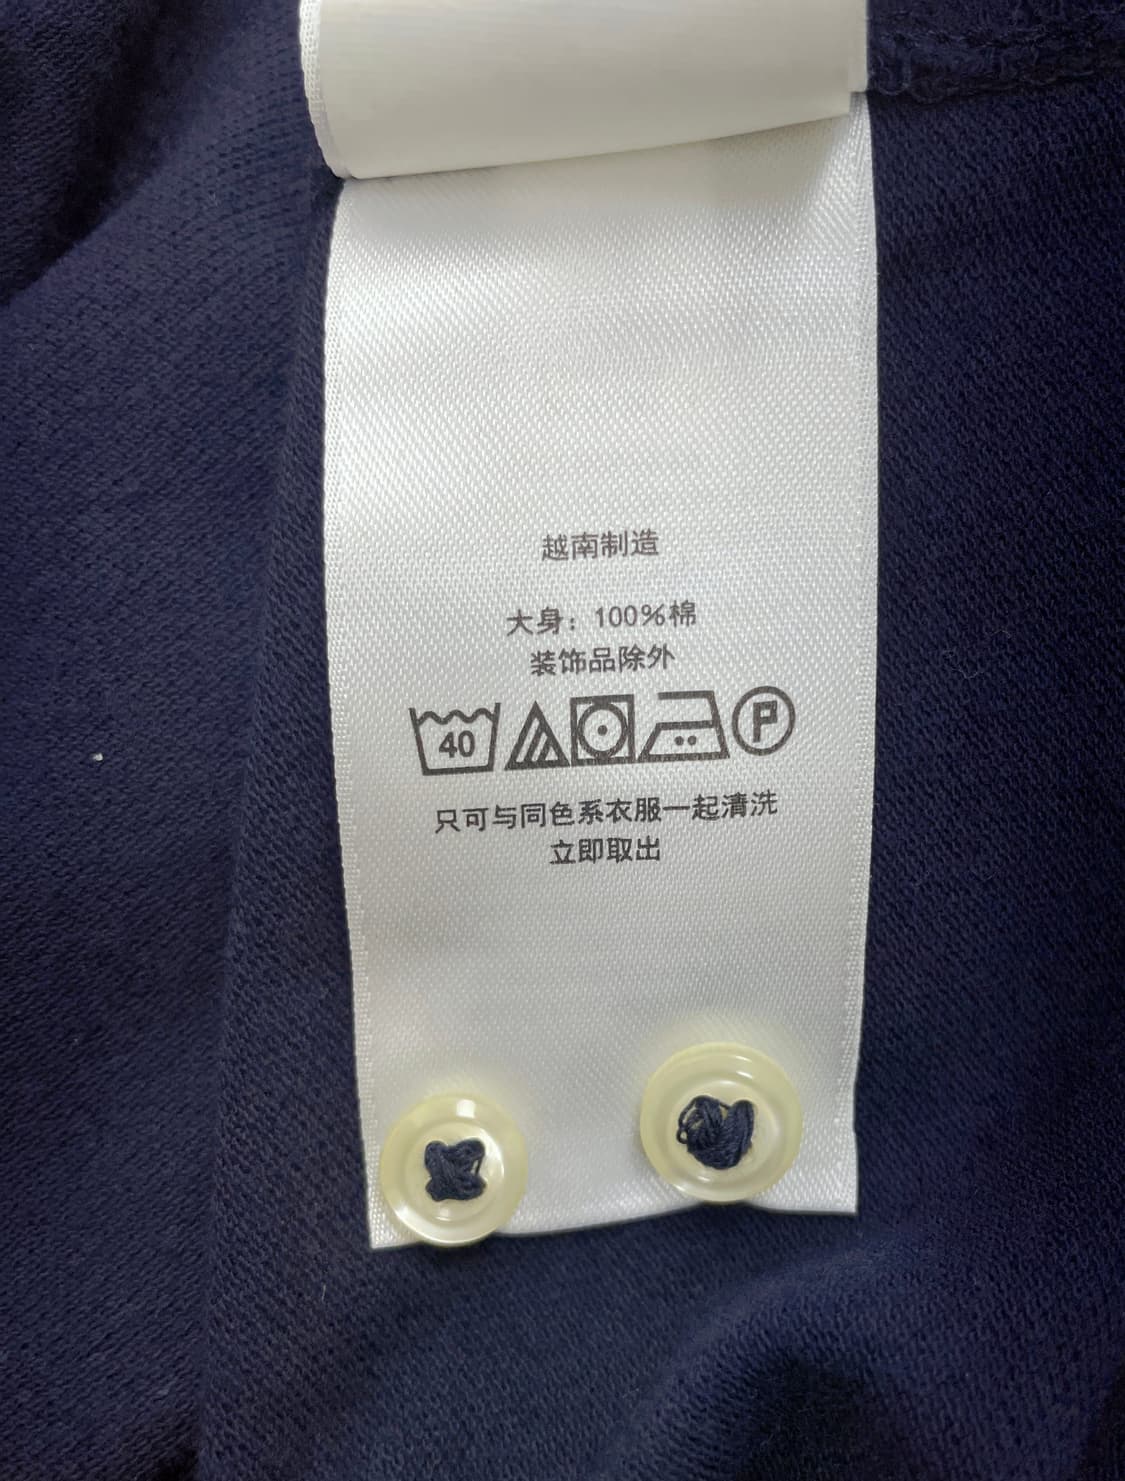 越南制造
大身：100%棉
装饰品除外
40 P
只可与同色系衣服一起清洗
立即取出